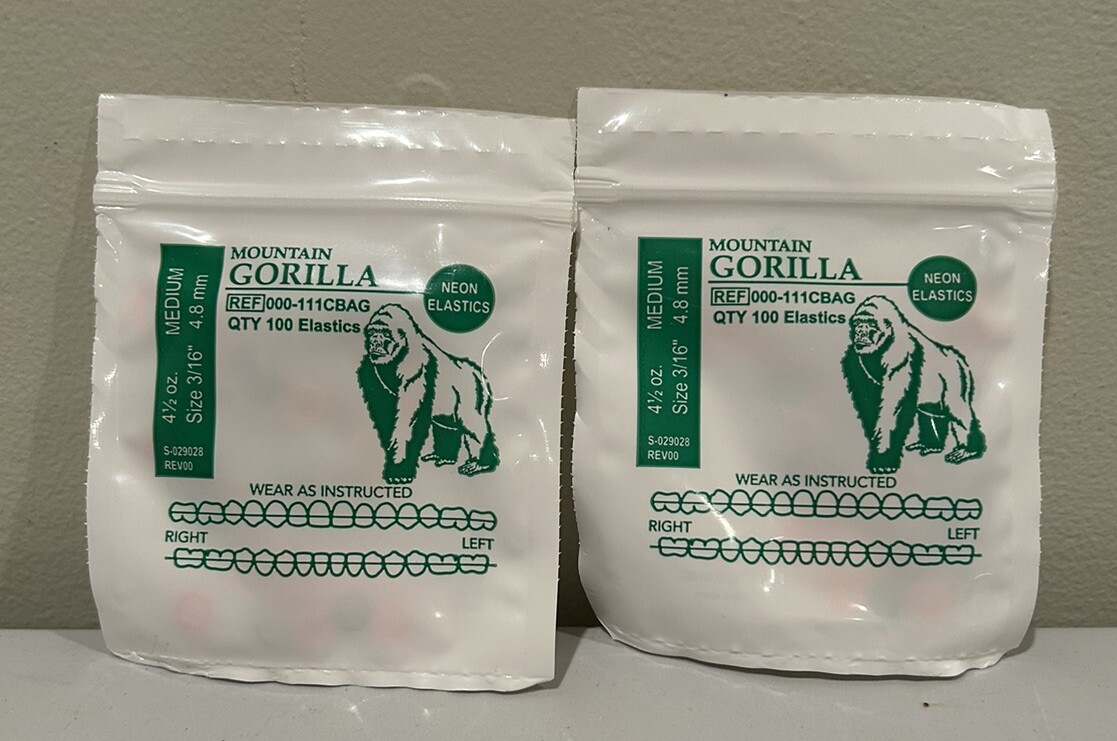 4½ oz. MEDIUM
Size 3/16" 4.8 mm
S-029028
REV00
MOUNTAIN
GORILLA
REF 000-111CBAG
QTY 100 Elastics
NEON
ELASTICS
WEAR AS INSTRUCTED
RIGHT
LEFT
4½ oz. MEDIUM
Size 3/16" 4.8 mm
S-029028
REV00
MOUNTAIN
GORILLA
REF 000-111CBAG
QTY 100 Elastics
NEON
ELASTICS
WEAR AS INSTRUCTED
RIGHT
LEFT